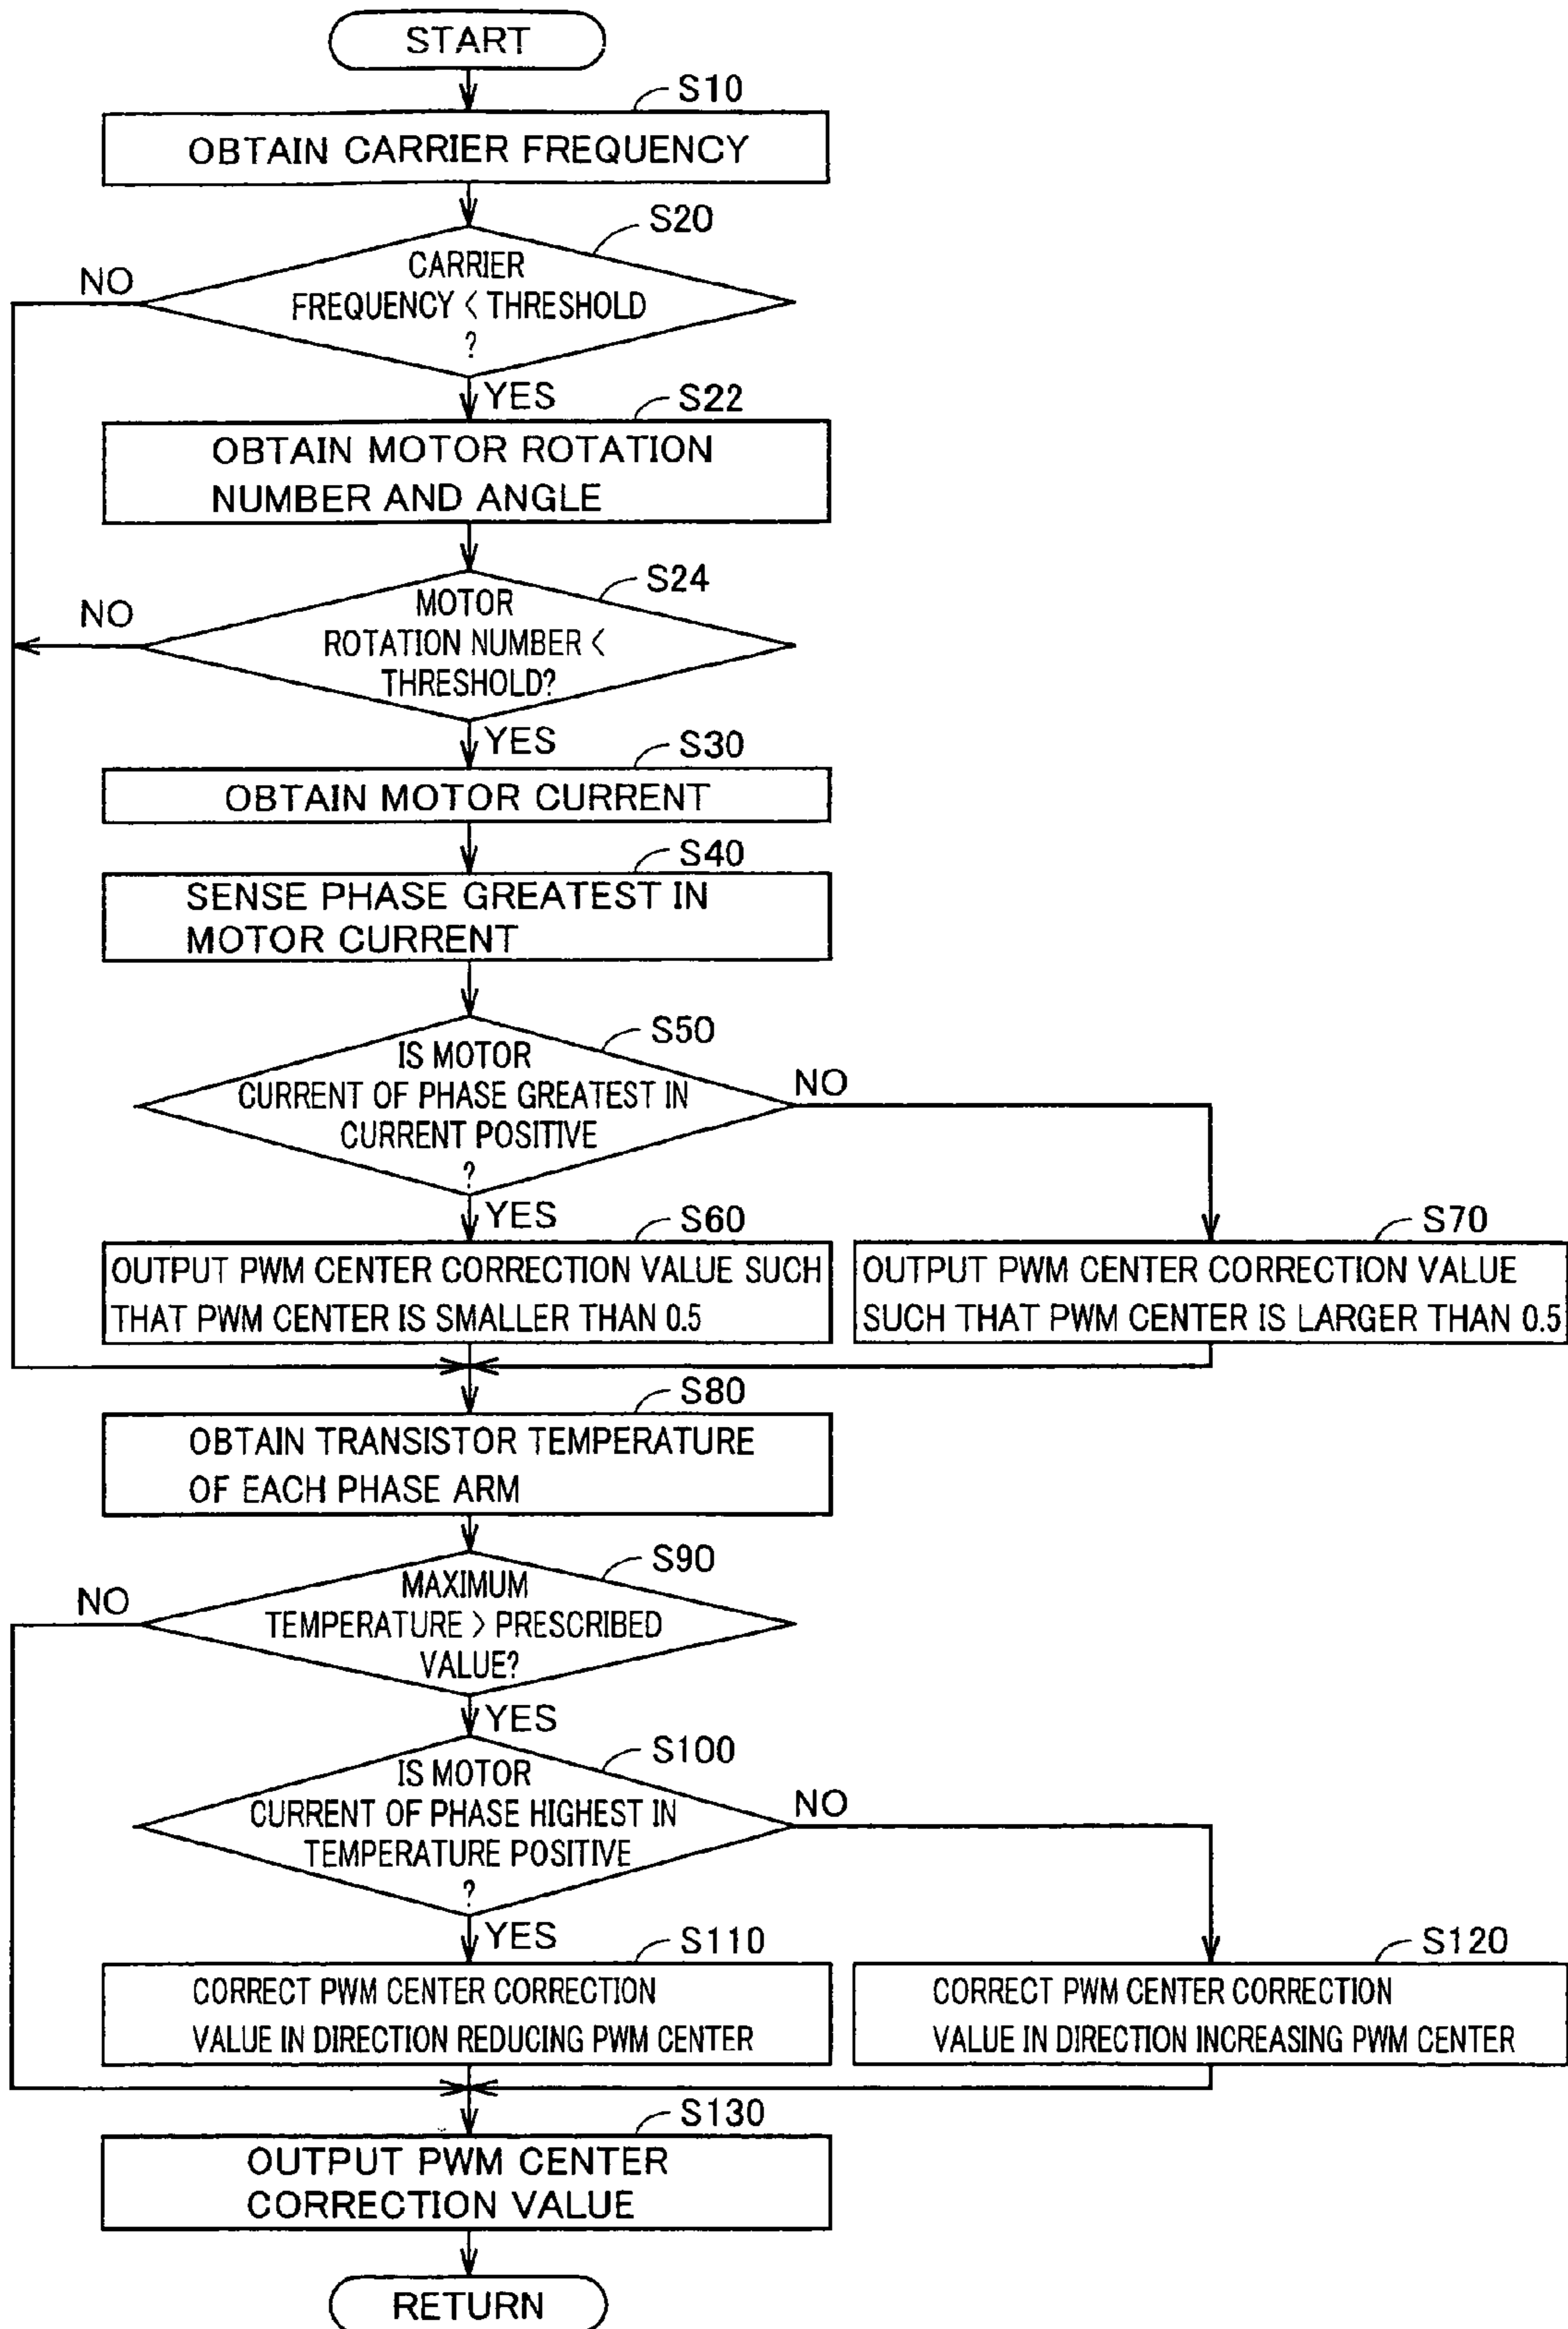 START
S10
OBTAIN CARRIER FREQUENCY
S20
CARRIER
FREQUENCY < THRESHOLD
?
NO
YES
S22
OBTAIN MOTOR ROTATION
NUMBER AND ANGLE
S24
MOTOR
ROTATION NUMBER <
THRESHOLD?
NO
YES
S30
OBTAIN MOTOR CURRENT
S40
SENSE PHASE GREATEST IN
MOTOR CURRENT
S50
IS MOTOR
CURRENT OF PHASE GREATEST IN
CURRENT POSITIVE
?
NO
YES
S60
OUTPUT PWM CENTER CORRECTION VALUE SUCH
THAT PWM CENTER IS SMALLER THAN 0.5
S70
OUTPUT PWM CENTER CORRECTION VALUE
SUCH THAT PWM CENTER IS LARGER THAN 0.5
S80
OBTAIN TRANSISTOR TEMPERATURE
OF EACH PHASE ARM
S90
MAXIMUM
TEMPERATURE > PRESCRIBED
VALUE?
NO
YES
S100
IS MOTOR
CURRENT OF PHASE HIGHEST IN
TEMPERATURE POSITIVE
?
NO
YES
S110
CORRECT PWM CENTER CORRECTION
VALUE IN DIRECTION REDUCING PWM CENTER
S120
CORRECT PWM CENTER CORRECTION
VALUE IN DIRECTION INCREASING PWM CENTER
S130
OUTPUT PWM CENTER
CORRECTION VALUE
RETURN